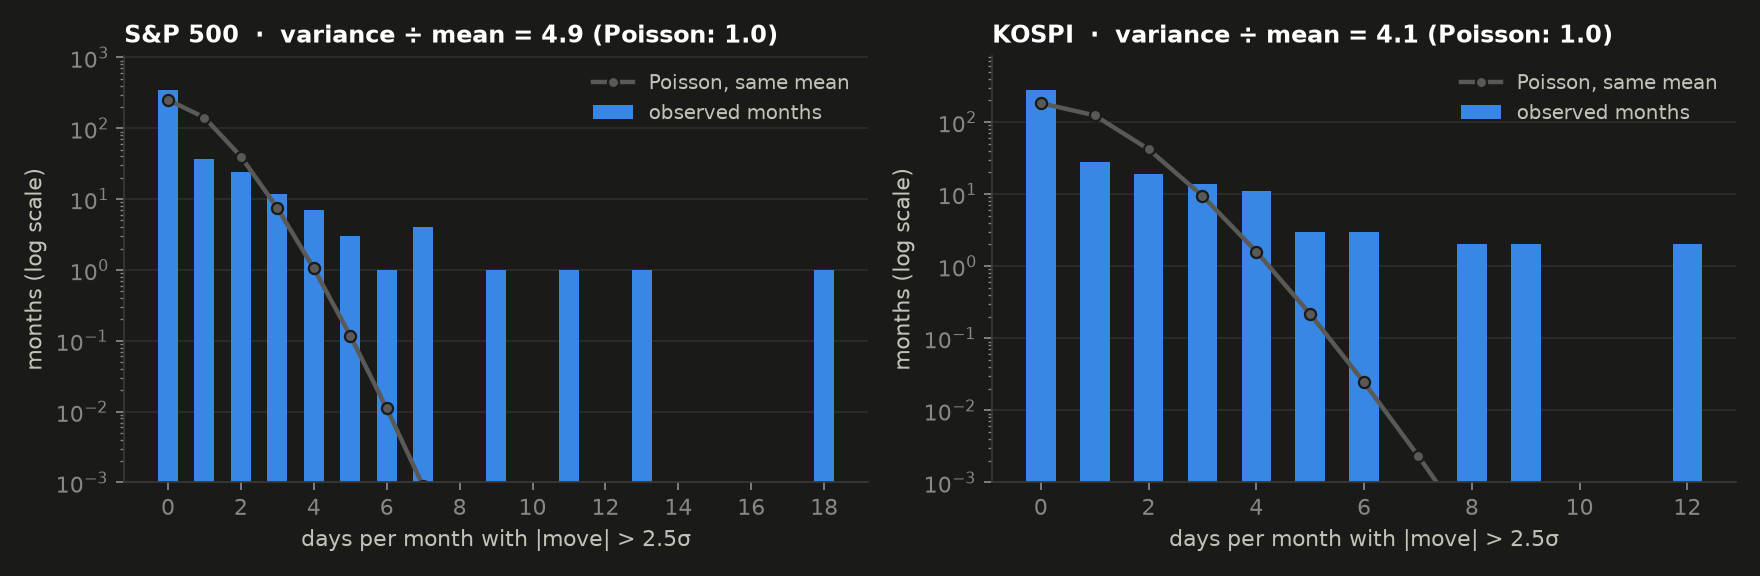 S&P 500 · variance ÷ mean = 4.9 (Poisson: 1.0)
months (log scale)
10³
10²
10¹
10⁰
10⁻¹
10⁻²
10⁻³
Poisson, same mean
observed months
0 2 4 6 8 10 12 14 16 18
days per month with |move| > 2.5σ
KOSPI · variance ÷ mean = 4.1 (Poisson: 1.0)
months (log scale)
10²
10¹
10⁰
10⁻¹
10⁻²
10⁻³
Poisson, same mean
observed months
0 2 4 6 8 10 12
days per month with |move| > 2.5σ